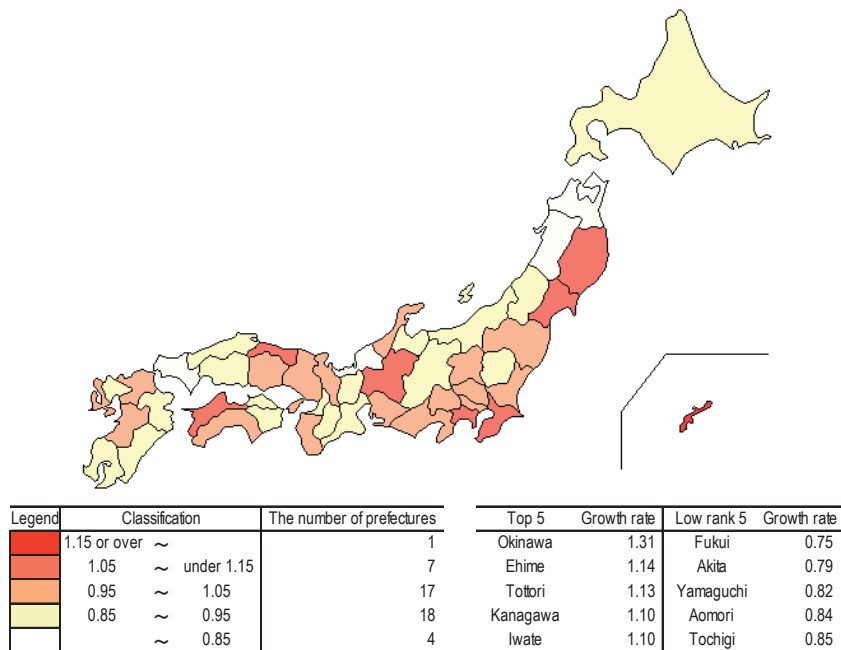 Legend Classification The number of prefectures
1.15 or over ~ 1
1.05 ~ under 1.15 7
0.95 ~ 1.05 17
0.85 ~ 0.95 18
~ 0.85 4
Top 5 Growth rate Low rank 5 Growth rate
Okinawa 1.31 Fukui 0.75
Ehime 1.14 Akita 0.79
Tottori 1.13 Yamaguchi 0.82
Kanagawa 1.10 Aomori 0.84
Iwate 1.10 Tochigi 0.85